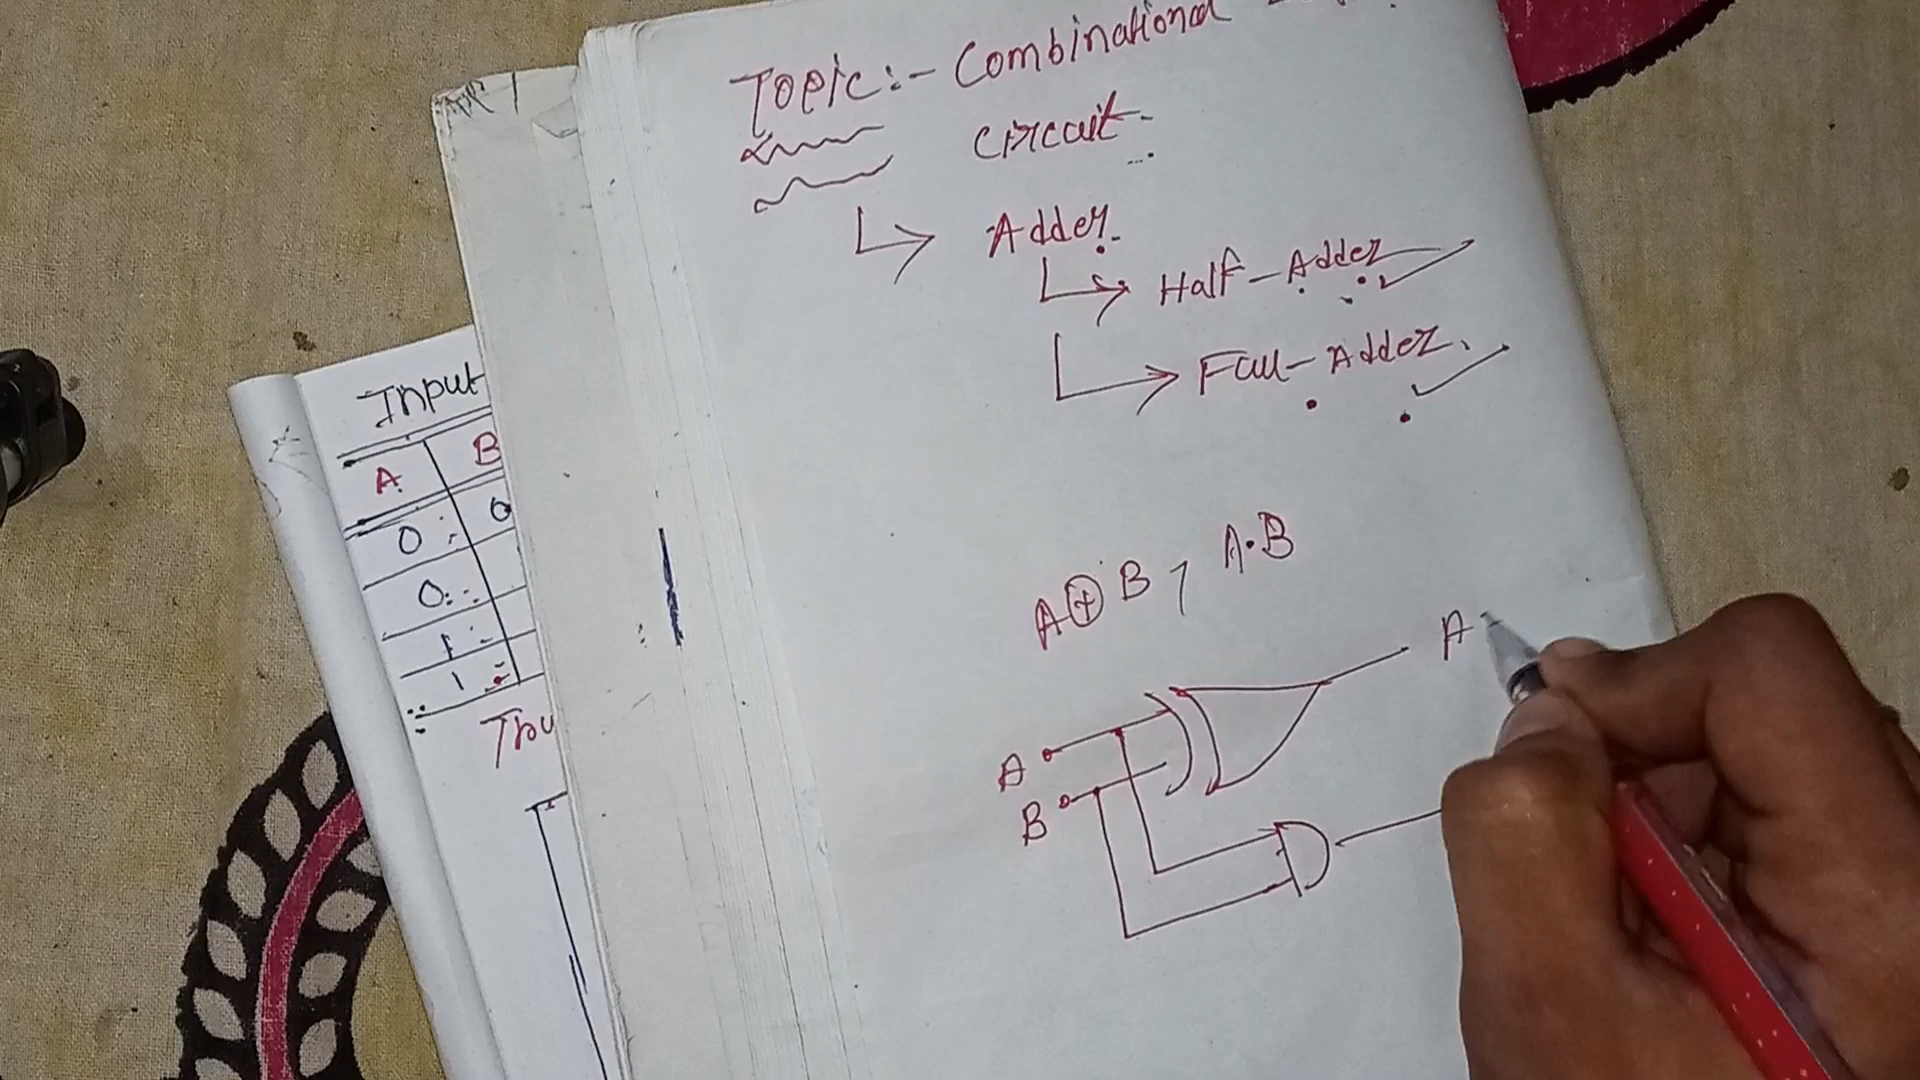 Topic:- Combinational
Circuit-
Adder
Half-Adder
Full-Adder.
A⊕B, A·B
A
A
B
Input
A B
0 0
0
1
1